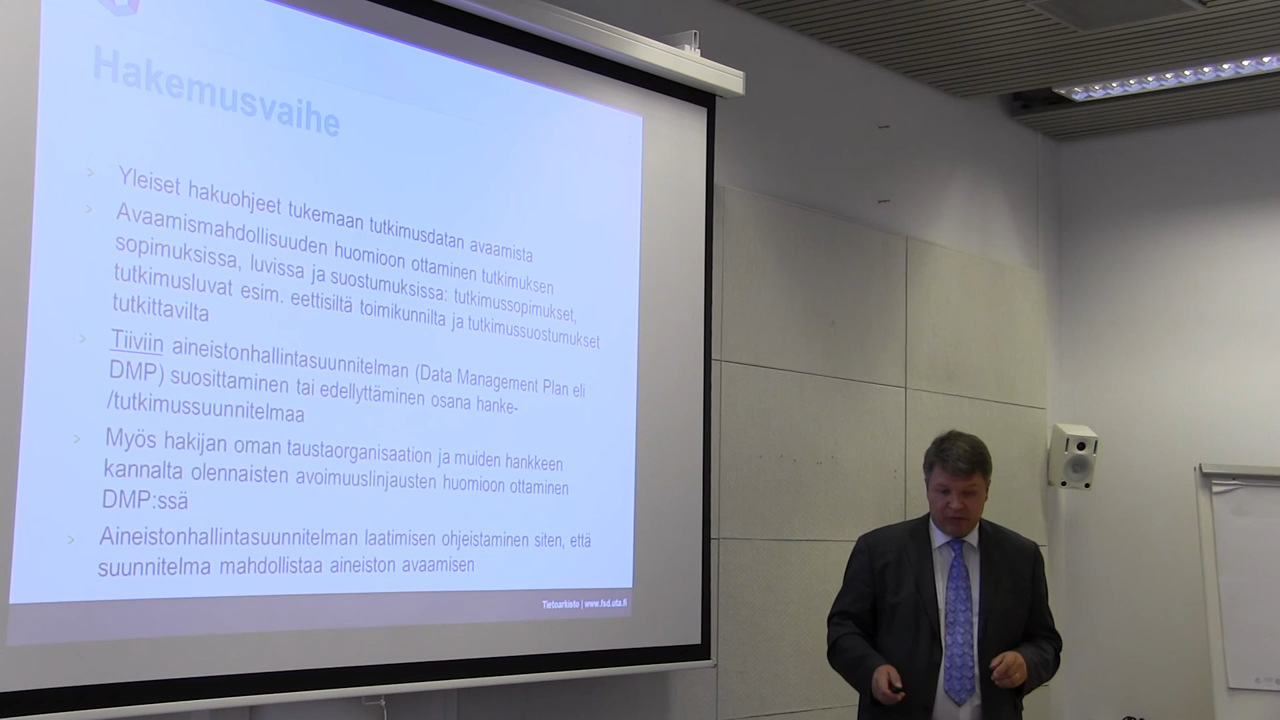 Hakemusvaihe
Yleiset hakuohjeet tukemaan tutkimusdatan avaamista
Avaamismahdollisuuden huomioon ottaminen tutkimuksen
sopimuksissa, luvissa ja suostumuksissa: tutkimussopimukset,
tutkimusluvat esim. eettisiltä toimikunnilta ja tutkimussuostumukset
tutkittavilta
Tiiviin aineistonhallintasuunnitelman (Data Management Plan eli
DMP) suosittaminen tai edellyttäminen osana hanke-
/tutkimussuunnitelmaa
Myös hakijan oman taustaorganisaation ja muiden hankkeen
kannalta olennaisten avoimuuslinjausten huomioon ottaminen
DMP:ssä
Aineistonhallintasuunnitelman laatimisen ohjeistaminen siten, että
suunnitelma mahdollistaa aineiston avaamisen
Tietoarkisto | www.fsd.uta.fi